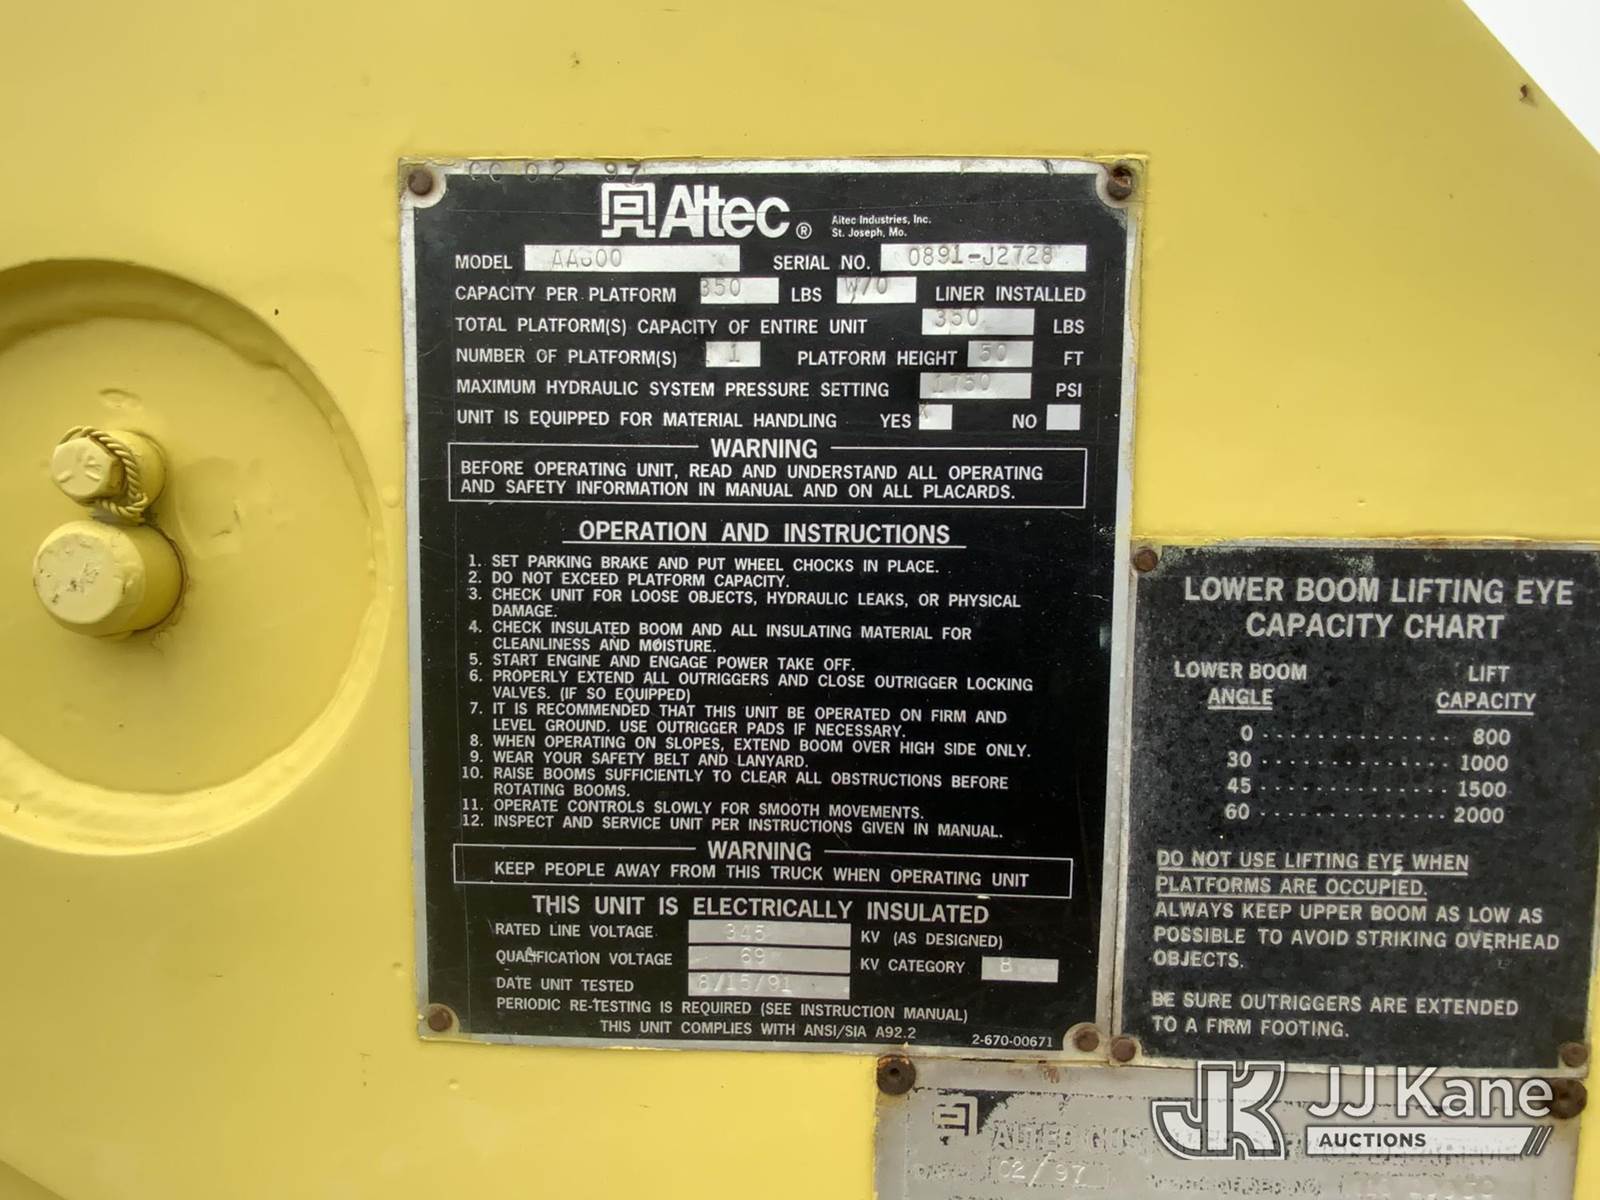 CC 02 97
Altec®
Altec Industries, Inc.
St. Joseph, Mo.
MODEL AA600 SERIAL NO. 0891-J2728
CAPACITY PER PLATFORM 350 LBS W/O LINER INSTALLED
TOTAL PLATFORM(S) CAPACITY OF ENTIRE UNIT 350 LBS
NUMBER OF PLATFORM(S) 1 PLATFORM HEIGHT 50 FT
MAXIMUM HYDRAULIC SYSTEM PRESSURE SETTING 1750 PSI
UNIT IS EQUIPPED FOR MATERIAL HANDLING YES X NO
WARNING
BEFORE OPERATING UNIT, READ AND UNDERSTAND ALL OPERATING
AND SAFETY INFORMATION IN MANUAL AND ON ALL PLACARDS.
OPERATION AND INSTRUCTIONS
1. SET PARKING BRAKE AND PUT WHEEL CHOCKS IN PLACE.
2. DO NOT EXCEED PLATFORM CAPACITY.
3. CHECK UNIT FOR LOOSE OBJECTS, HYDRAULIC LEAKS, OR PHYSICAL
DAMAGE.
4. CHECK INSULATED BOOM AND ALL INSULATING MATERIAL FOR
CLEANLINESS AND MOISTURE.
5. START ENGINE AND ENGAGE POWER TAKE OFF.
6. PROPERLY EXTEND ALL OUTRIGGERS AND CLOSE OUTRIGGER LOCKING
VALVES. (IF SO EQUIPPED)
7. IT IS RECOMMENDED THAT THIS UNIT BE OPERATED ON FIRM AND
LEVEL GROUND. USE OUTRIGGER PADS IF NECESSARY.
8. WHEN OPERATING ON SLOPES, EXTEND BOOM OVER HIGH SIDE ONLY.
9. WEAR YOUR SAFETY BELT AND LANYARD.
10. RAISE BOOMS SUFFICIENTLY TO CLEAR ALL OBSTRUCTIONS BEFORE
ROTATING BOOMS.
11. OPERATE CONTROLS SLOWLY FOR SMOOTH MOVEMENTS.
12. INSPECT AND SERVICE UNIT PER INSTRUCTIONS GIVEN IN MANUAL.
WARNING
KEEP PEOPLE AWAY FROM THIS TRUCK WHEN OPERATING UNIT
THIS UNIT IS ELECTRICALLY INSULATED
RATED LINE VOLTAGE 345 KV (AS DESIGNED)
QUALIFICATION VOLTAGE 69 KV CATEGORY B
DATE UNIT TESTED 8/15/91
PERIODIC RE-TESTING IS REQUIRED (SEE INSTRUCTION MANUAL)
THIS UNIT COMPLIES WITH ANSI/SIA A92.2 2-670-00671
LOWER BOOM LIFTING EYE
CAPACITY CHART
LOWER BOOM LIFT
ANGLE CAPACITY
0 . . . . . . . . . . . . . . . 800
30 . . . . . . . . . . . . . . 1000
45 . . . . . . . . . . . . . . 1500
60 . . . . . . . . . . . . . . 2000
DO NOT USE LIFTING EYE WHEN
PLATFORMS ARE OCCUPIED.
ALWAYS KEEP UPPER BOOM AS LOW AS
POSSIBLE TO AVOID STRIKING OVERHEAD
OBJECTS.
BE SURE OUTRIGGERS ARE EXTENDED
TO A FIRM FOOTING.
ALTEC
02/97
JK JJ Kane
AUCTIONS